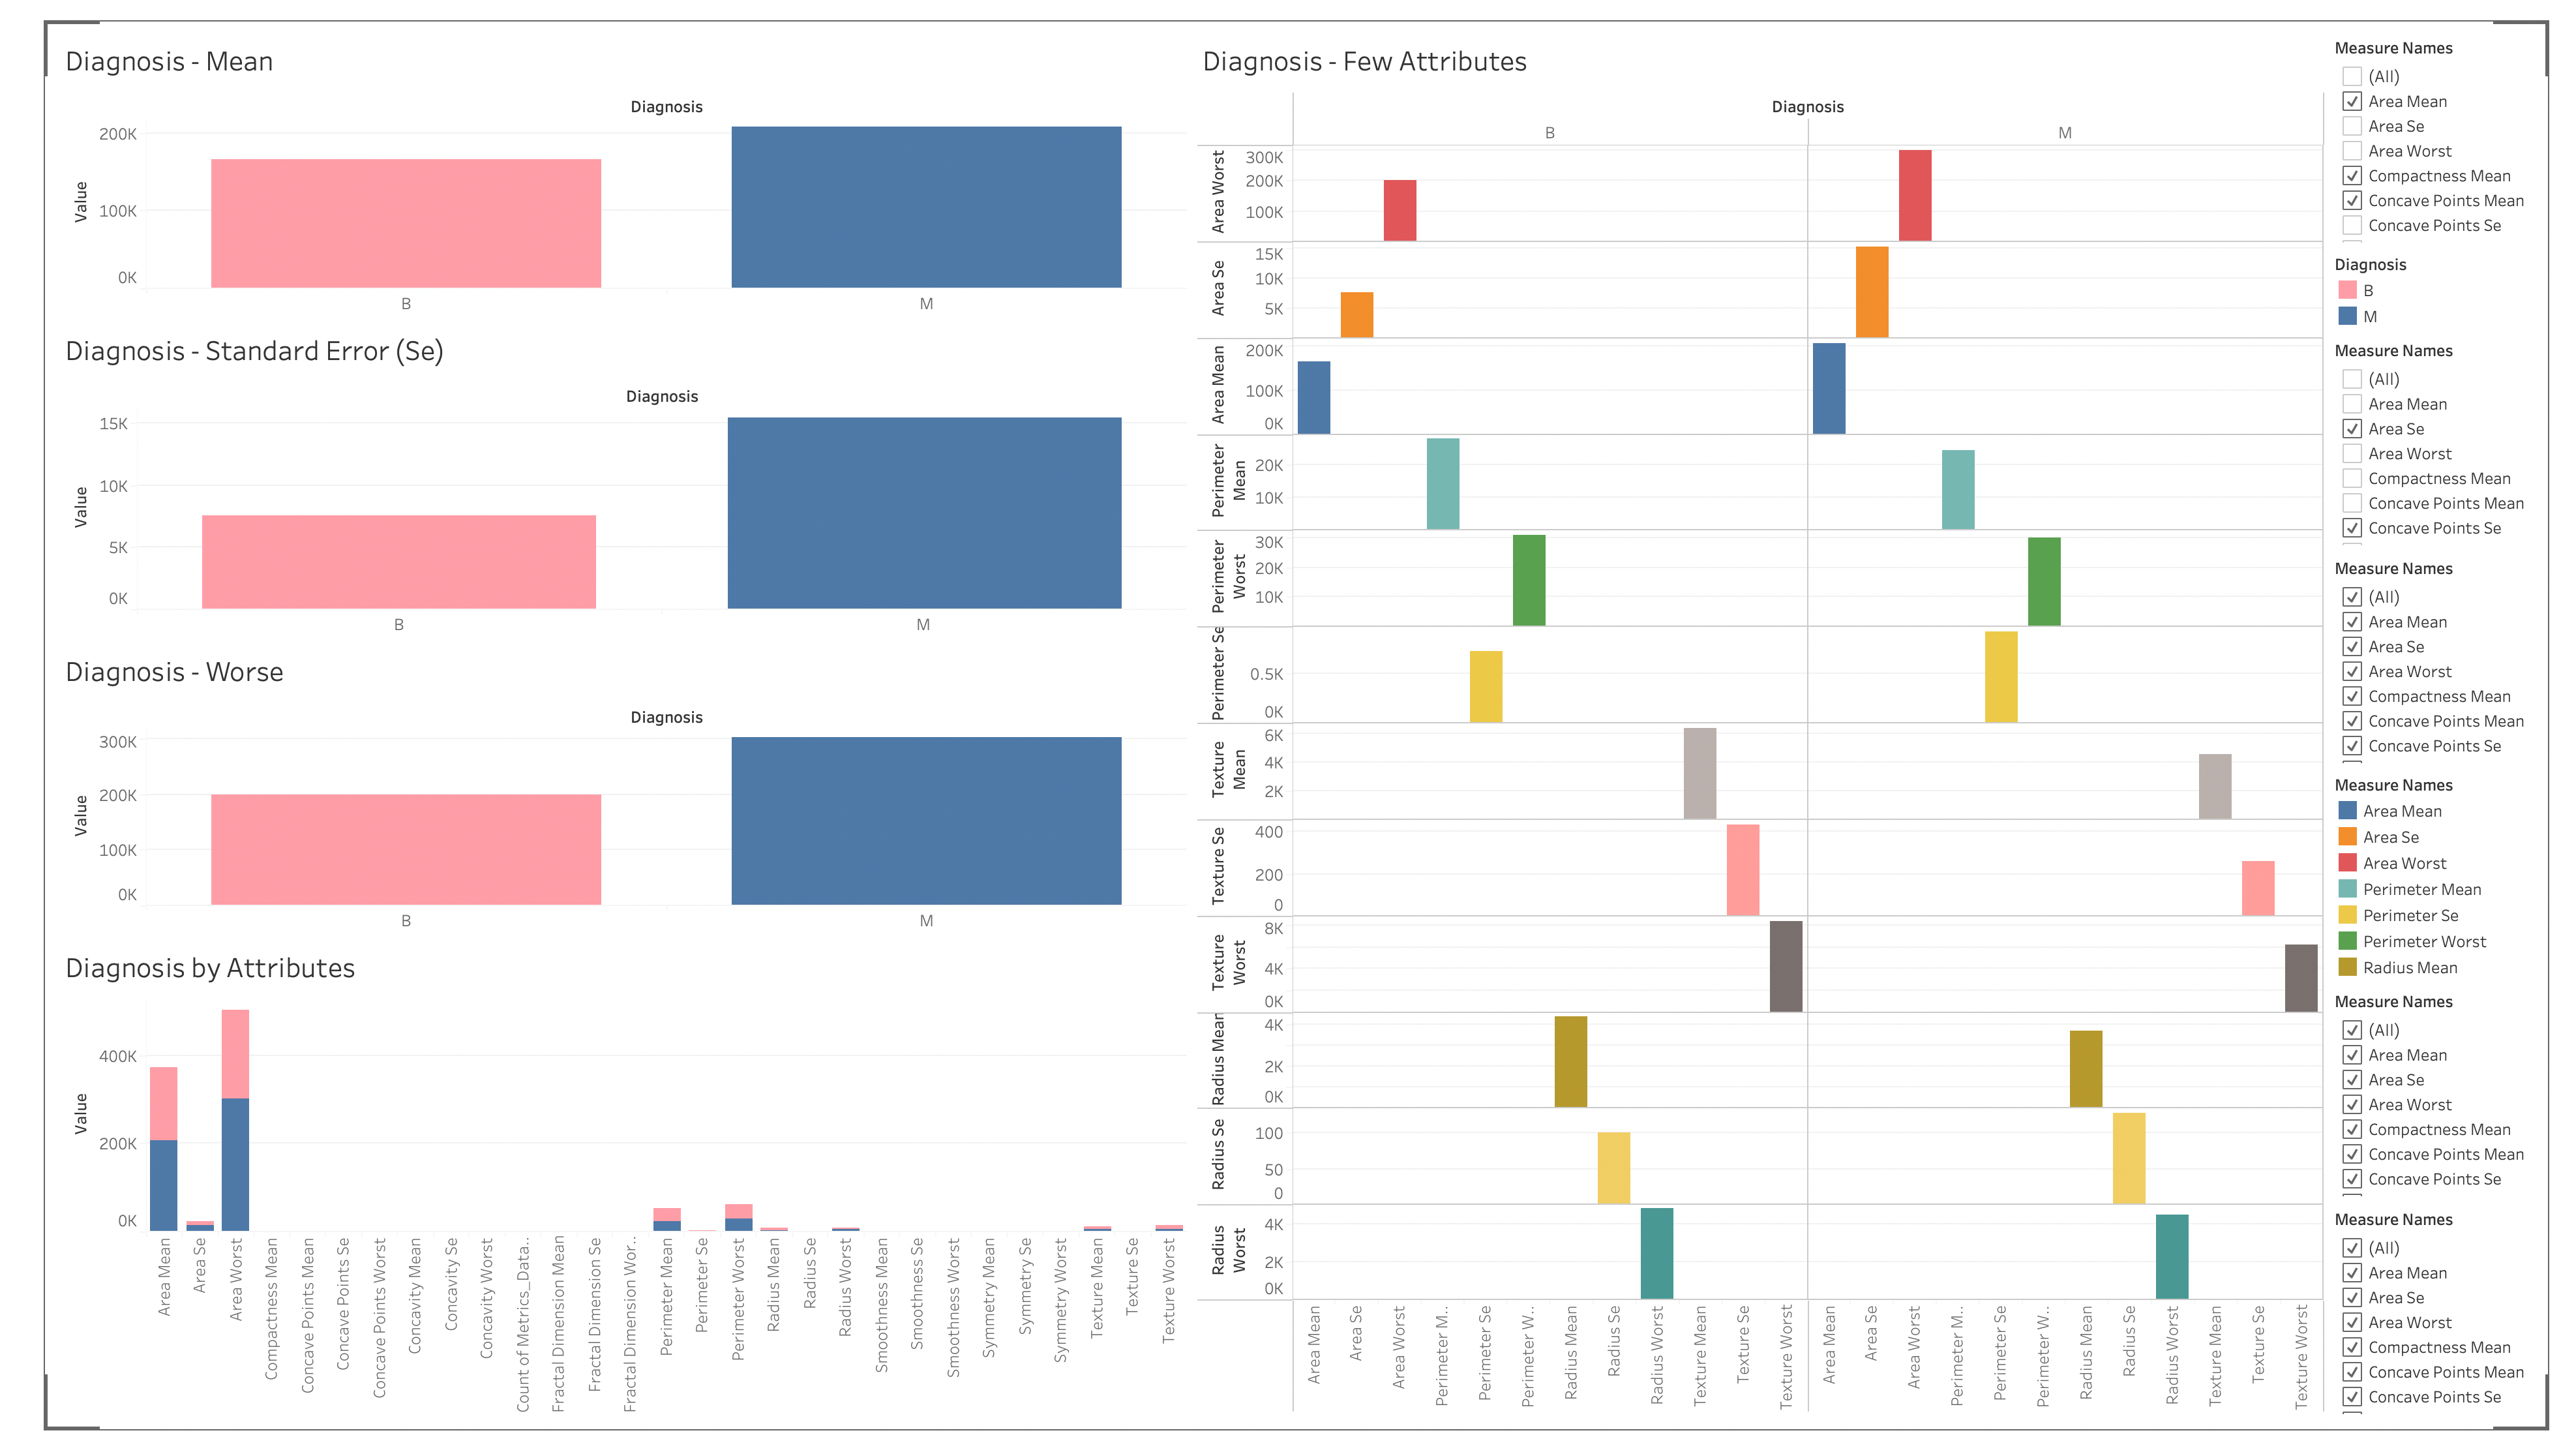 Diagnosis - Mean
Diagnosis
Value
200K
100K
0K
B
M
Diagnosis - Standard Error (Se)
Diagnosis
Value
15K
10K
5K
0K
B
M
Diagnosis - Worse
Diagnosis
Value
300K
200K
100K
0K
B
M
Diagnosis by Attributes
Value
400K
200K
0K
Area Mean
Area Se
Area Worst
Compactness Mean
Concave Points Mean
Concave Points Se
Concave Points Worst
Concavity Mean
Concavity Se
Concavity Worst
Count of Metrics_Data..
Fractal Dimension Mean
Fractal Dimension Se
Fractal Dimension Wor..
Perimeter Mean
Perimeter Se
Perimeter Worst
Radius Mean
Radius Se
Radius Worst
Smoothness Mean
Smoothness Se
Smoothness Worst
Symmetry Mean
Symmetry Se
Symmetry Worst
Texture Mean
Texture Se
Texture Worst
Diagnosis - Few Attributes
Diagnosis
B
M
Area Worst
300K
200K
100K
Area Se
15K
10K
5K
Area Mean
200K
100K
0K
Perimeter
Mean
20K
10K
Perimeter
Worst
30K
20K
10K
Perimeter Se
0.5K
0K
Texture
Mean
6K
4K
2K
Texture Se
400
200
0
Texture
Worst
8K
4K
0K
Radius Mean
4K
2K
0K
Radius Se
100
50
0
Radius
Worst
4K
2K
0K
Area Mean
Area Se
Area Worst
Perimeter M..
Perimeter Se
Perimeter W..
Radius Mean
Radius Se
Radius Worst
Texture Mean
Texture Se
Texture Worst
Area Mean
Area Se
Area Worst
Perimeter M..
Perimeter Se
Perimeter W..
Radius Mean
Radius Se
Radius Worst
Texture Mean
Texture Se
Texture Worst
Measure Names
(All)
Area Mean
Area Se
Area Worst
Compactness Mean
Concave Points Mean
Concave Points Se
Diagnosis
B
M
Measure Names
(All)
Area Mean
Area Se
Area Worst
Compactness Mean
Concave Points Mean
Concave Points Se
Measure Names
(All)
Area Mean
Area Se
Area Worst
Compactness Mean
Concave Points Mean
Concave Points Se
Measure Names
Area Mean
Area Se
Area Worst
Perimeter Mean
Perimeter Se
Perimeter Worst
Radius Mean
Measure Names
(All)
Area Mean
Area Se
Area Worst
Compactness Mean
Concave Points Mean
Concave Points Se
Measure Names
(All)
Area Mean
Area Se
Area Worst
Compactness Mean
Concave Points Mean
Concave Points Se